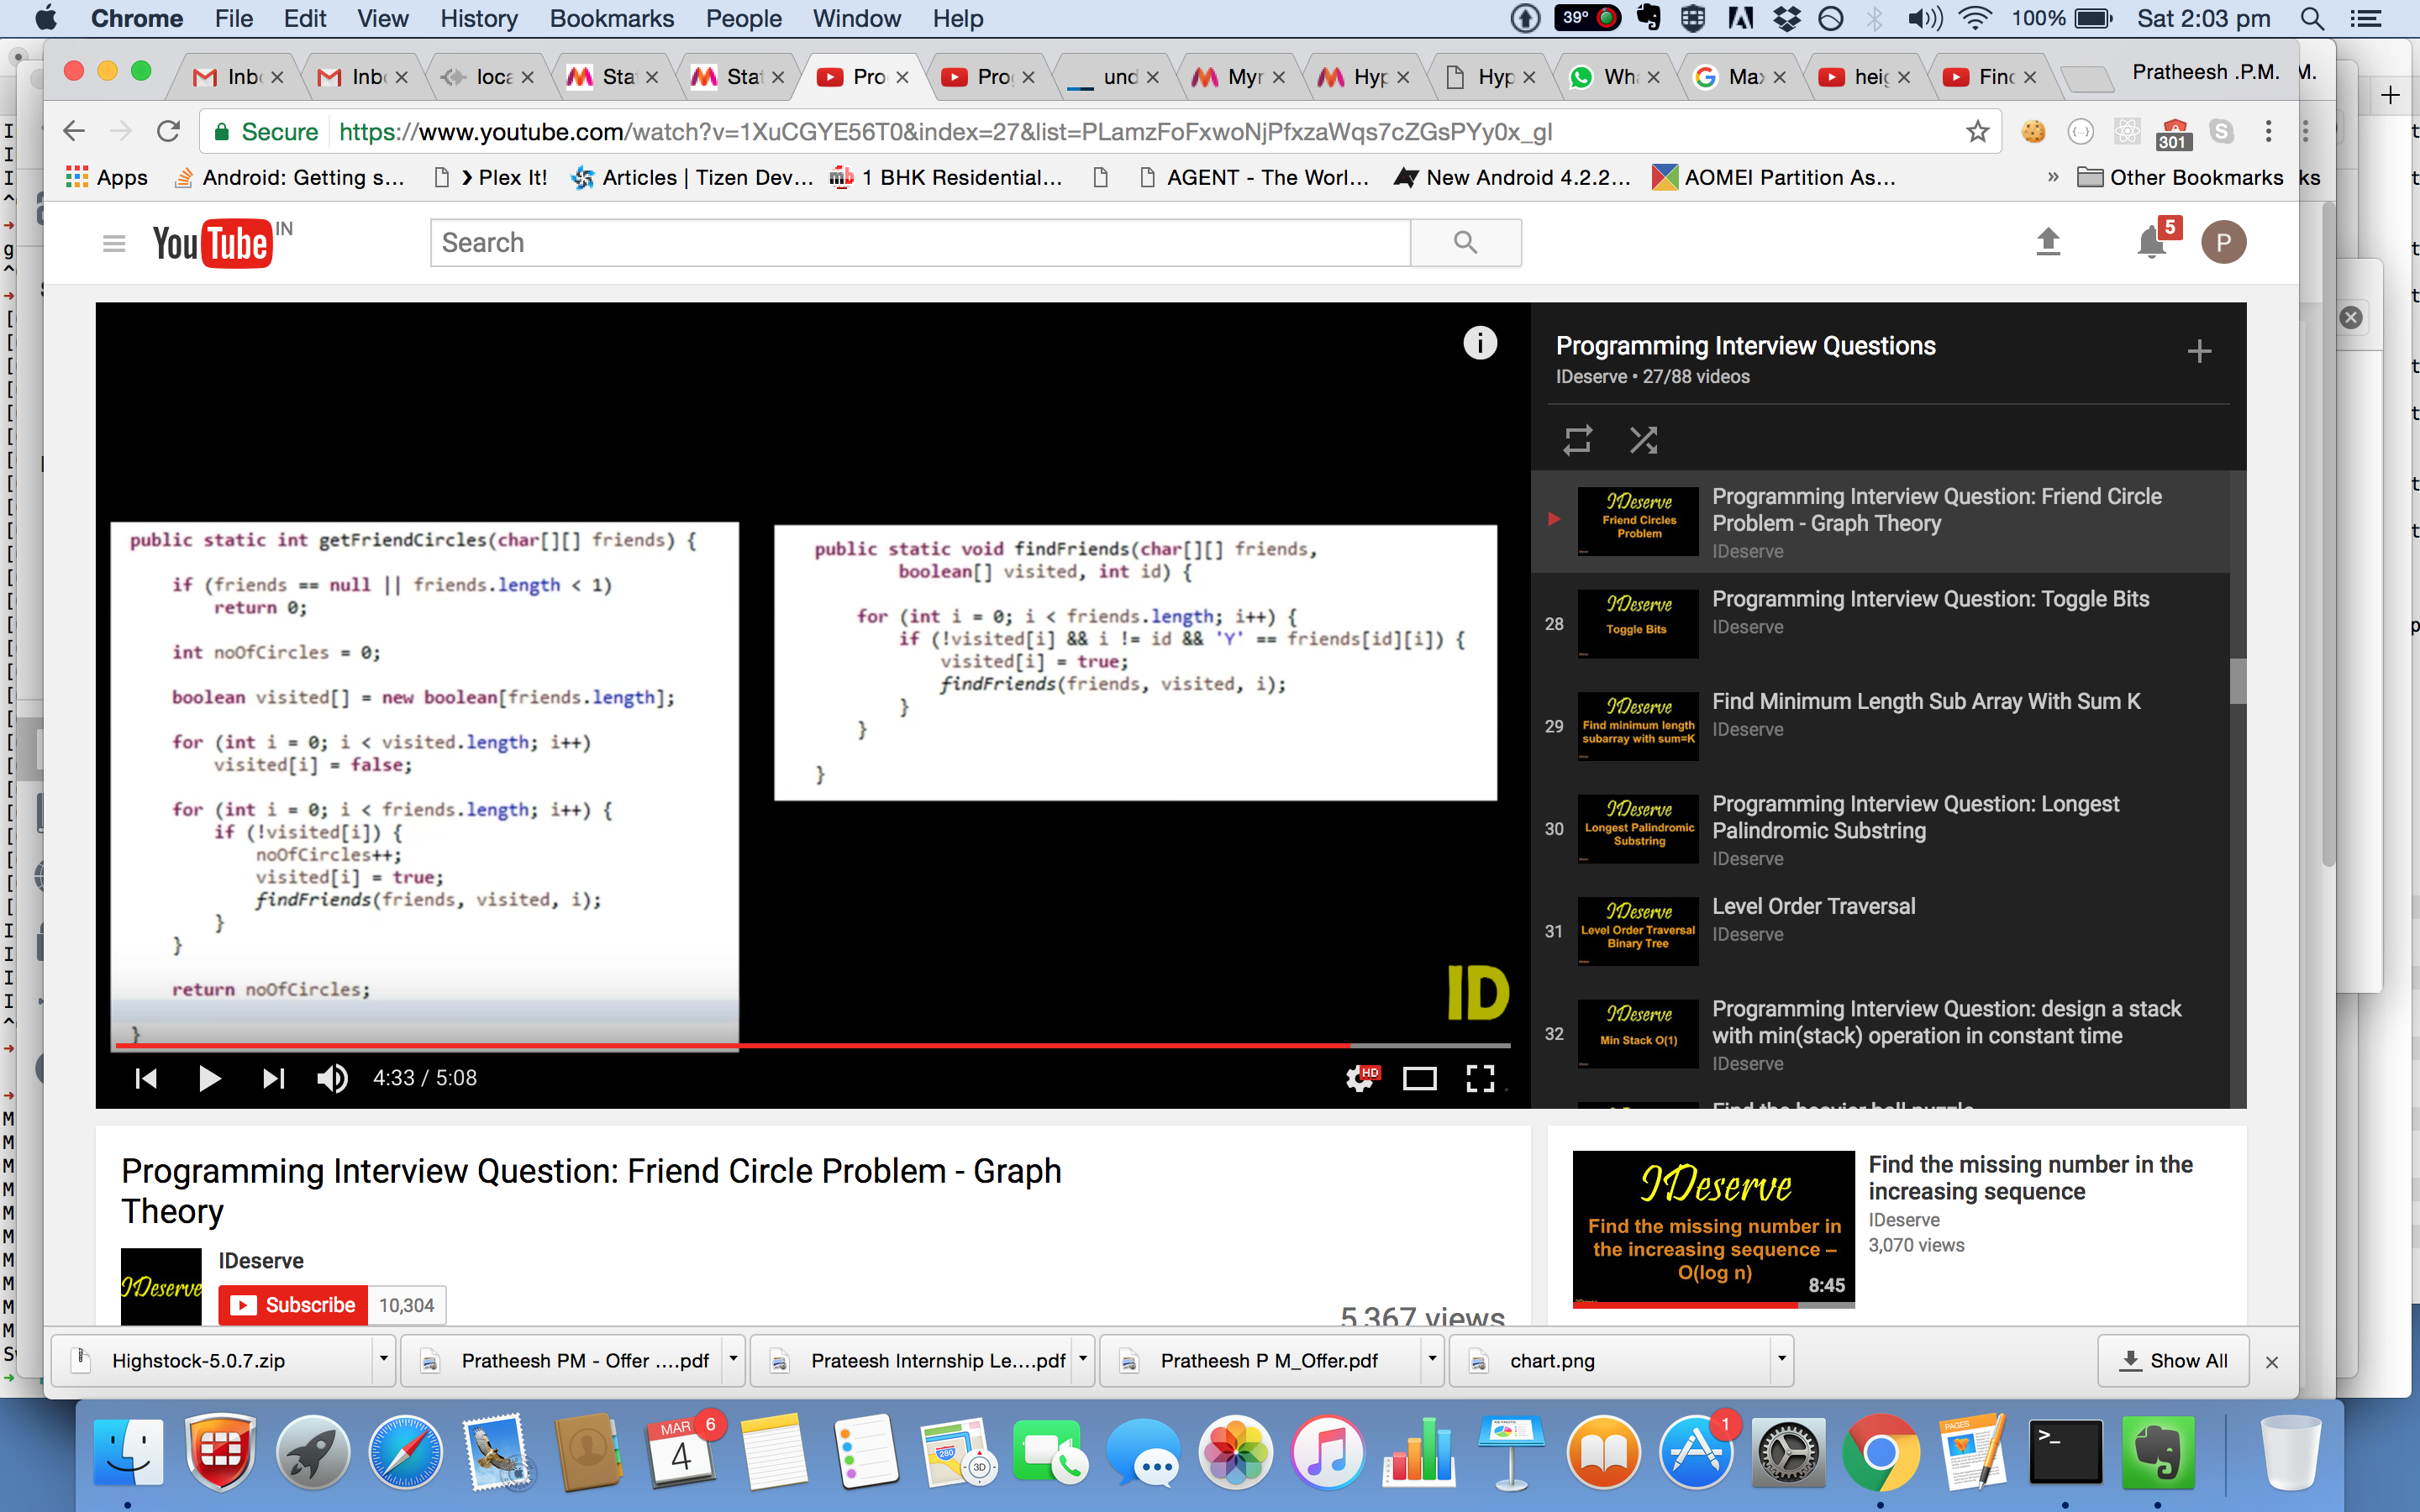 Chrome File Edit View History Bookmarks People Window Help 39° 100% Sat 2:03 pm
Inb Inb loca Sta Sta Pro Pro und Myr Hyp Hyp Wh Max heig Find Pratheesh .P.M. M.
Secure https://www.youtube.com/watch?v=1XuCGYE56T0&index=27&list=PLamzFoFxwoNjPfxzaWqs7cZGsPYy0x_gI 301
Apps Android: Getting s... › Plex It! Articles | Tizen Dev... mb 1 BHK Residential... AGENT - The Worl... New Android 4.2.2... AOMEI Partition As... » Other Bookmarks ks
YouTube IN
Search
5
P
public static int getFriendCircles(char[][] friends) {
if (friends == null || friends.length < 1)
return 0;
int noOfCircles = 0;
boolean visited[] = new boolean[friends.length];
for (int i = 0; i < visited.length; i++)
visited[i] = false;
for (int i = 0; i < friends.length; i++) {
if (!visited[i]) {
noOfCircles++;
visited[i] = true;
findFriends(friends, visited, i);
}
}
return noOfCircles;
}
public static void findFriends(char[][] friends,
boolean[] visited, int id) {
for (int i = 0; i < friends.length; i++) {
if (!visited[i] && i != id && 'Y' == friends[id][i]) {
visited[i] = true;
findFriends(friends, visited, i);
}
}
}
ID
4:33 / 5:08
HD
Programming Interview Questions
IDeserve • 27/88 videos
IDeserve
Friend Circles
Problem
Programming Interview Question: Friend Circle
Problem - Graph Theory
IDeserve
28
IDeserve
Toggle Bits
Programming Interview Question: Toggle Bits
IDeserve
29
IDeserve
Find minimum length
subarray with sum=K
Find Minimum Length Sub Array With Sum K
IDeserve
30
IDeserve
Longest Palindromic
Substring
Programming Interview Question: Longest
Palindromic Substring
IDeserve
31
IDeserve
Level Order Traversal
Binary Tree
Level Order Traversal
IDeserve
32
IDeserve
Min Stack O(1)
Programming Interview Question: design a stack
with min(stack) operation in constant time
IDeserve
Find the heavier ball puzzle
Programming Interview Question: Friend Circle Problem - Graph
Theory
IDeserve
IDeserve
Subscribe 10,304
5,367 views
IDeserve
Find the missing number in
the increasing sequence –
O(log n)
8:45
Find the missing number in the
increasing sequence
IDeserve
3,070 views
Highstock-5.0.7.zip Pratheesh PM - Offer ....pdf Prateesh Internship Le....pdf Pratheesh P M_Offer.pdf chart.png Show All
MAR
4
6
280
3D
1
PAGES
>_